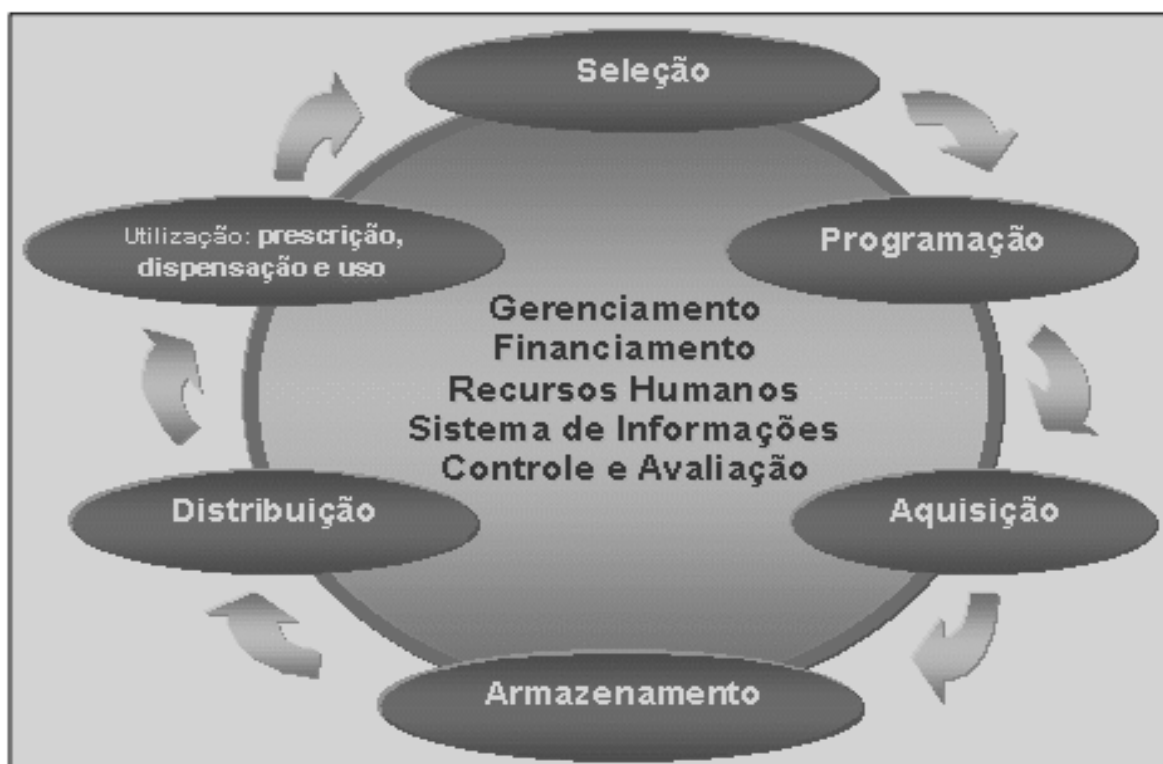 Seleção
Programação
Aquisição
Armazenamento
Distribuição
Utilização: prescrição,
dispensação e uso
Gerenciamento
Financiamento
Recursos Humanos
Sistema de Informações
Controle e Avaliação